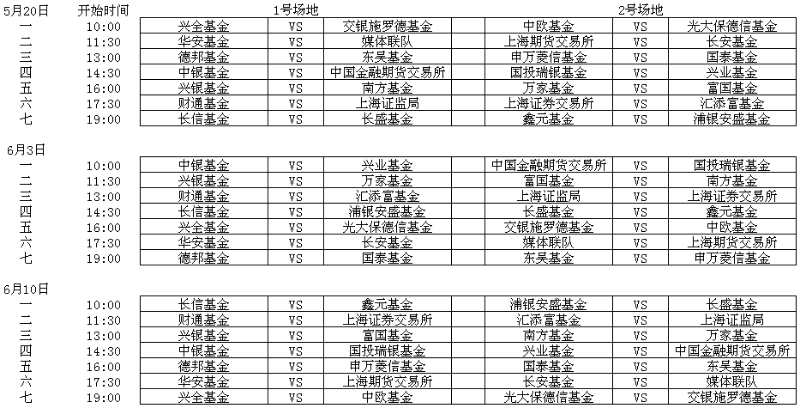 5月20日 开始时间 1号场地 2号场地
一 10:00 兴全基金 VS 交银施罗德基金 中欧基金 VS 光大保德信基金
二 11:30 华安基金 VS 媒体联队 上海期货交易所 VS 长安基金
三 13:00 德邦基金 VS 东吴基金 申万菱信基金 VS 国泰基金
四 14:30 中银基金 VS 中国金融期货交易所 国投瑞银基金 VS 兴业基金
五 16:00 兴银基金 VS 南方基金 万家基金 VS 富国基金
六 17:30 财通基金 VS 上海证监局 上海证券交易所 VS 汇添富基金
七 19:00 长信基金 VS 长盛基金 鑫元基金 VS 浦银安盛基金
6月3日
一 10:00 中银基金 VS 兴业基金 中国金融期货交易所 VS 国投瑞银基金
二 11:30 兴银基金 VS 万家基金 富国基金 VS 南方基金
三 13:00 财通基金 VS 汇添富基金 上海证监局 VS 上海证券交易所
四 14:30 长信基金 VS 浦银安盛基金 长盛基金 VS 鑫元基金
五 16:00 兴全基金 VS 光大保德信基金 交银施罗德基金 VS 中欧基金
六 17:30 华安基金 VS 长安基金 媒体联队 VS 上海期货交易所
七 19:00 德邦基金 VS 国泰基金 东吴基金 VS 申万菱信基金
6月10日
一 10:00 长信基金 VS 鑫元基金 浦银安盛基金 VS 长盛基金
二 11:30 财通基金 VS 上海证券交易所 汇添富基金 VS 上海证监局
三 13:00 兴银基金 VS 富国基金 南方基金 VS 万家基金
四 14:30 中银基金 VS 国投瑞银基金 兴业基金 VS 中国金融期货交易所
五 16:00 德邦基金 VS 申万菱信基金 国泰基金 VS 东吴基金
六 17:30 华安基金 VS 上海期货交易所 长安基金 VS 媒体联队
七 19:00 兴全基金 VS 中欧基金 光大保德信基金 VS 交银施罗德基金